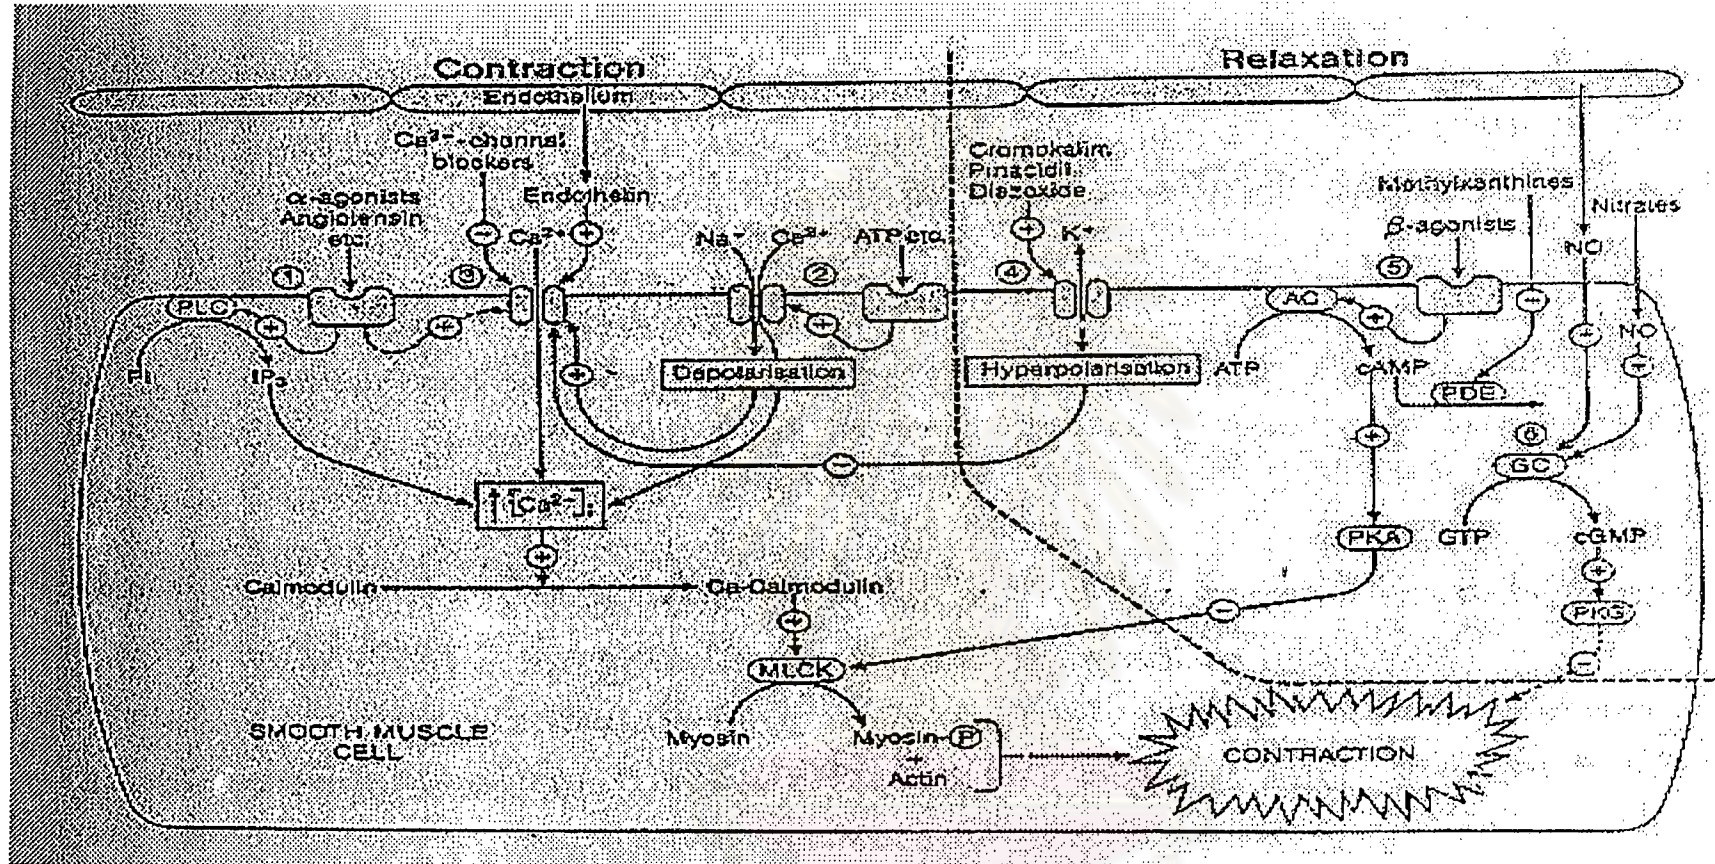 Contraction
Relaxation
Endothelium
Ca²⁺-channel
blockers
α-agonists
Angiotensin
etc.
Endothelin
Ca²⁺
Na⁺
Ca²⁺
ATP etc.
Cromokalim
Pinacidil
Diazoxide
K⁺
Methylxanthines
β-agonists
Nitrates
NO
NO
1
3
2
4
5
PLC
PI
IP₃
Depolarisation
Hyperpolarisation
AC
ATP
cAMP
PDE
6
GC
↑ [Ca²⁺]ᵢ
PKA
GTP
cGMP
Calmodulin
Ca-Calmodulin
PKG
MLCK
SMOOTH MUSCLE
CELL
Myosin
Myosin-P
+
Actin
CONTRACTION